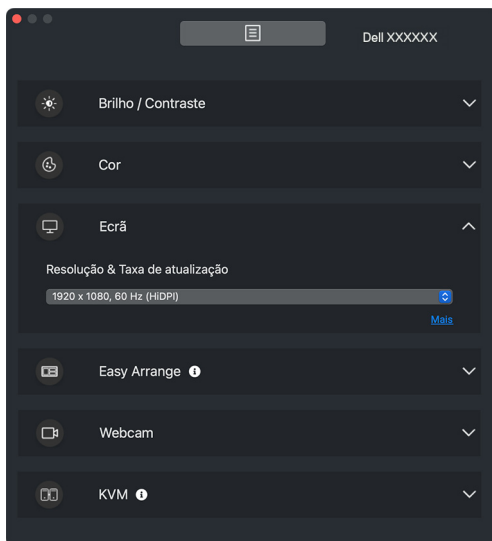 Dell XXXXXX
Brilho / Contraste
Cor
Ecrã
Resolução & Taxa de atualização
1920 x 1080, 60 Hz (HiDPI)
Mais
Easy Arrange
Webcam
KVM